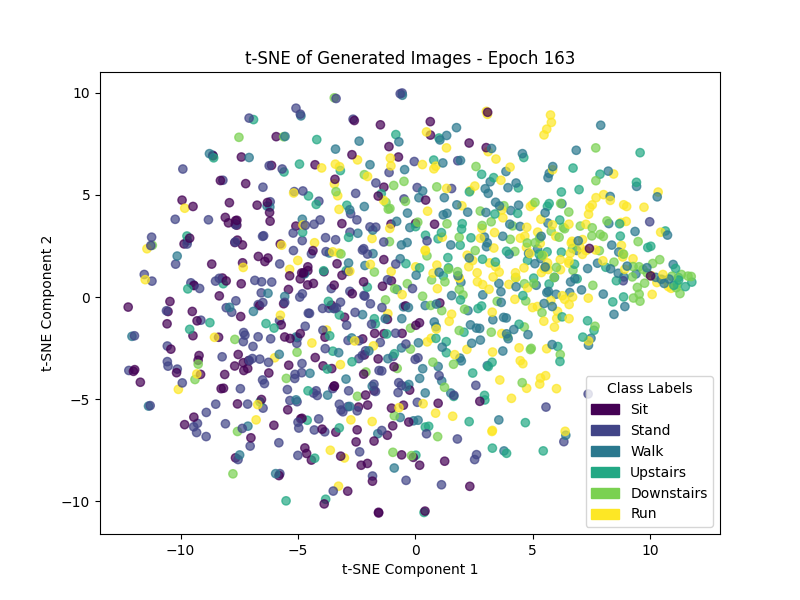 t-SNE of Generated Images - Epoch 163
10
5
0
−5
−10
t-SNE Component 2
−10
−5
0
5
10
t-SNE Component 1
Class Labels
Sit
Stand
Walk
Upstairs
Downstairs
Run